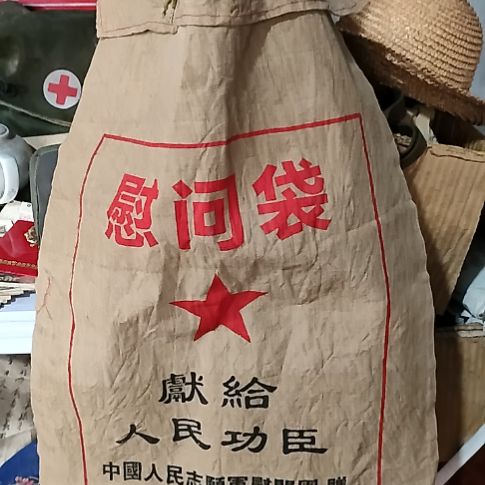 慰问袋
獻給
人民功臣
中國人民志願軍慰問團 贈